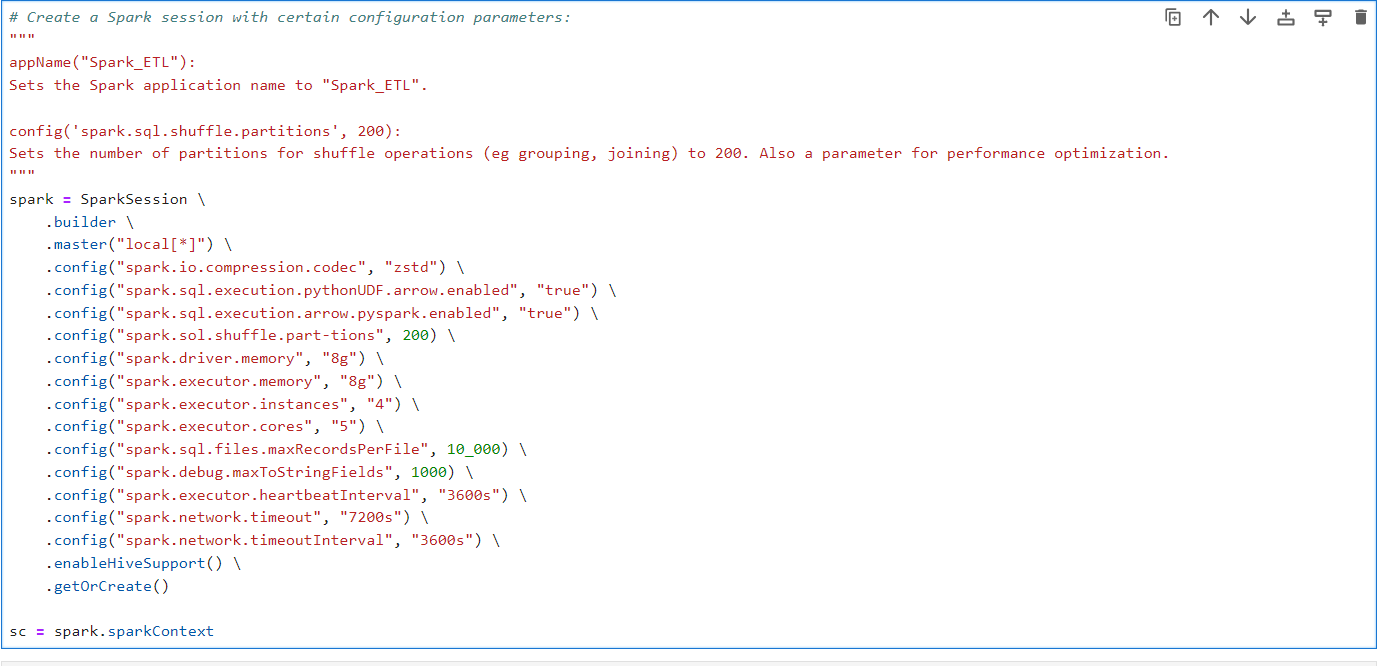 # Create a Spark session with certain configuration parameters:
"""
appName("Spark_ETL"):
Sets the Spark application name to "Spark_ETL".
config('spark.sql.shuffle.partitions', 200):
Sets the number of partitions for shuffle operations (eg grouping, joining) to 200. Also a parameter for performance optimization.
"""
spark = SparkSession \
    .builder \
    .master("local[*]") \
    .config("spark.io.compression.codec", "zstd") \
    .config("spark.sql.execution.pythonUDF.arrow.enabled", "true") \
    .config("spark.sql.execution.arrow.pyspark.enabled", "true") \
    .config("spark.sol.shuffle.part-tions", 200) \
    .config("spark.driver.memory", "8g") \
    .config("spark.executor.memory", "8g") \
    .config("spark.executor.instances", "4") \
    .config("spark.executor.cores", "5") \
    .config("spark.sql.files.maxRecordsPerFile", 10_000) \
    .config("spark.debug.maxToStringFields", 1000) \
    .config("spark.executor.heartbeatInterval", "3600s") \
    .config("spark.network.timeout", "7200s") \
    .config("spark.network.timeoutInterval", "3600s") \
    .enableHiveSupport() \
    .getOrCreate()
sc = spark.sparkContext